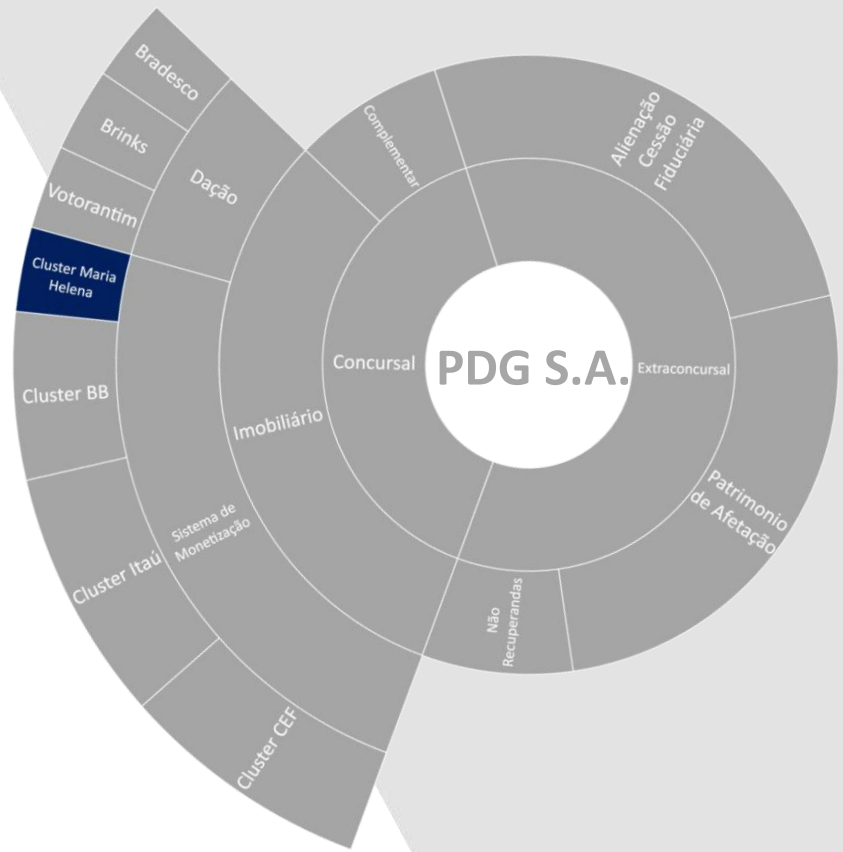 Bradesco
Brinks
Votorantim
Dação
Cluster Maria
Helena
Cluster BB
Cluster Itaú
Cluster CEF
Sistema de
Monetização
Imobiliário
Complementar
Concursal
PDG S.A.
Extraconcursal
Alienação
Cessão
Fiduciária
Patrimonio
de Afetação
Não
Recuperandas